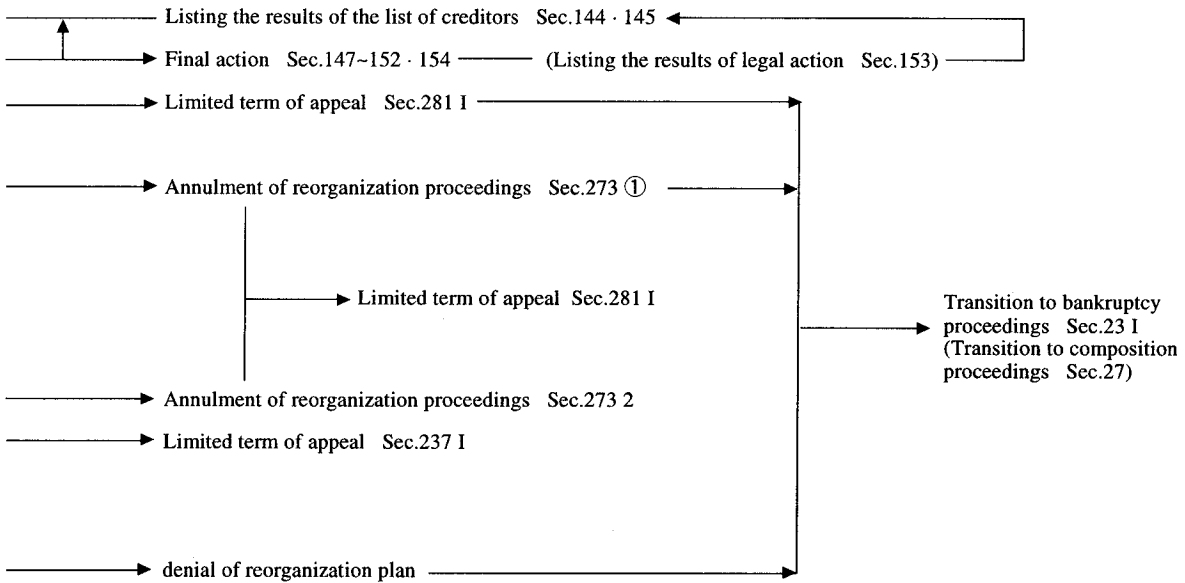 Listing the results of the list of creditors Sec.144 · 145
Final action Sec.147~152 · 154 (Listing the results of legal action Sec.153)
Limited term of appeal Sec.281 I
Annulment of reorganization proceedings Sec.273 ①
Limited term of appeal Sec.281 I
Transition to bankruptcy
proceedings Sec.23 I
(Transition to composition
proceedings Sec.27)
Annulment of reorganization proceedings Sec.273 2
Limited term of appeal Sec.237 I
denial of reorganization plan